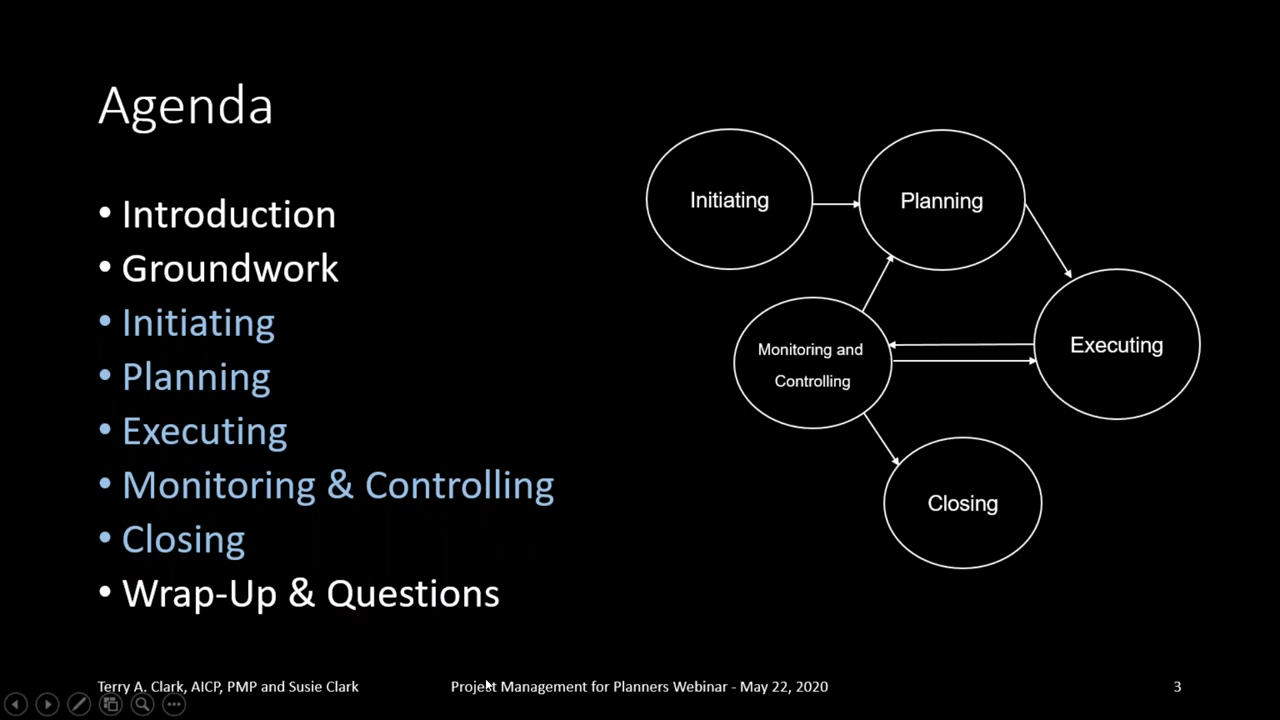 Agenda
• Introduction
• Groundwork
• Initiating
• Planning
• Executing
• Monitoring & Controlling
• Closing
• Wrap-Up & Questions
Initiating
Planning
Executing
Monitoring and
Controlling
Closing
Terry A. Clark, AICP, PMP and Susie Clark
Project Management for Planners Webinar - May 22, 2020
3